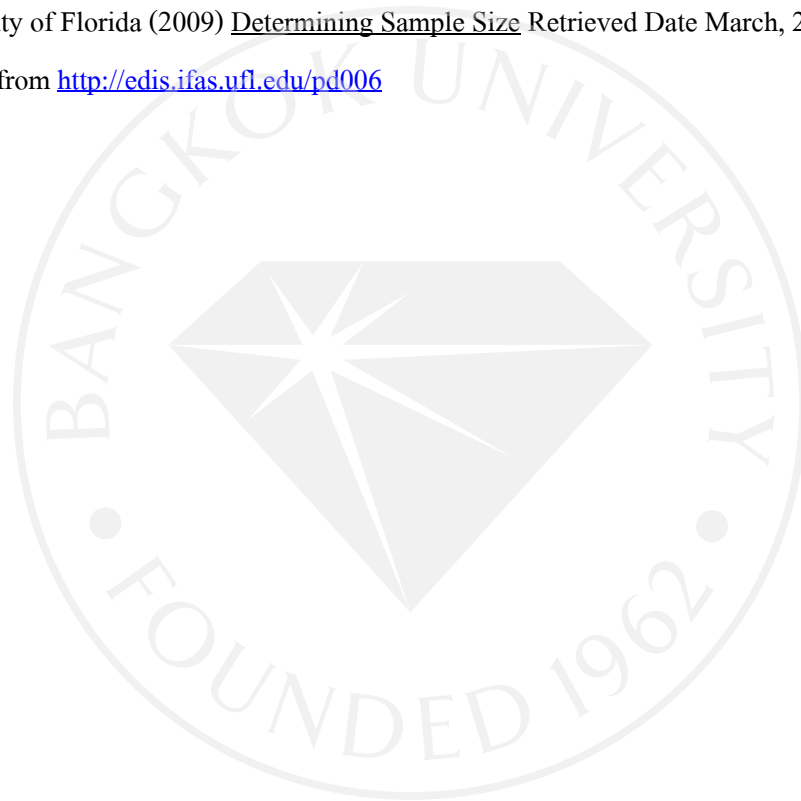 ty of Florida (2009) Determining Sample Size Retrieved Date March, 2
from http://edis.ifas.ufl.edu/pd006
BANGKOK UNIVERSITY
FOUNDED 1962